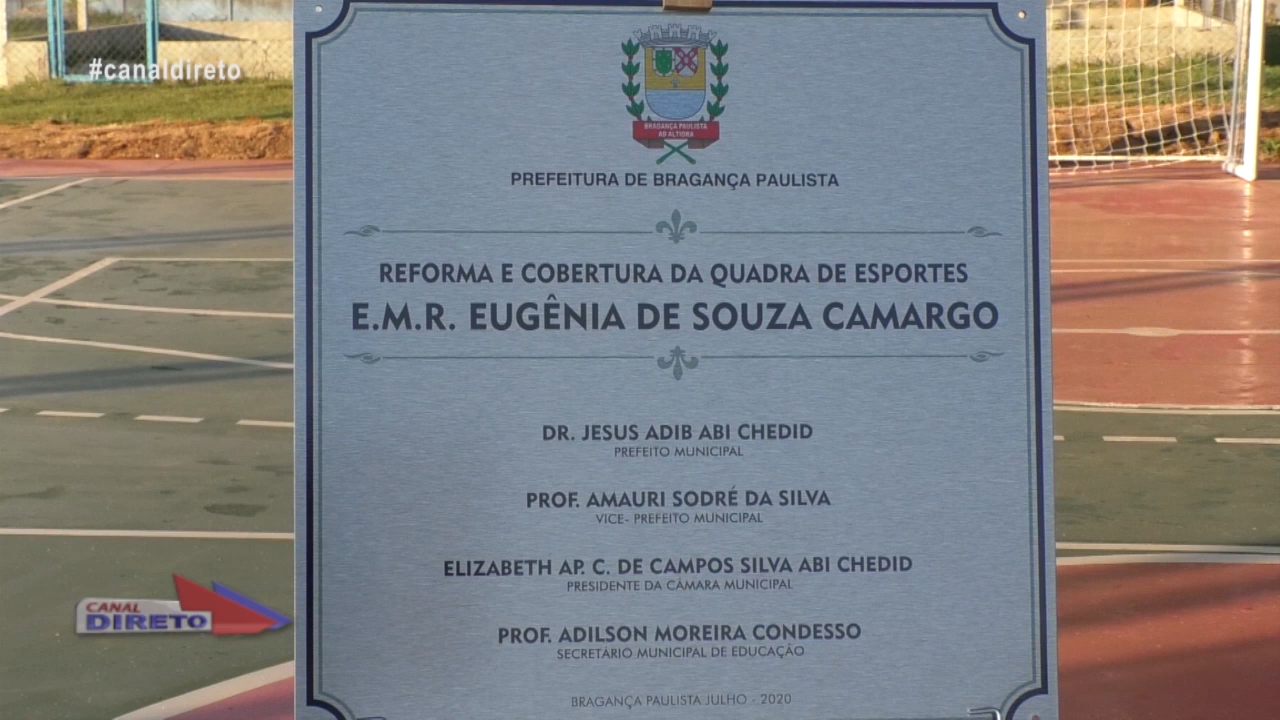 #canaldireto
BRAGANÇA PAULISTA
AD ALTIORA
PREFEITURA DE BRAGANÇA PAULISTA
REFORMA E COBERTURA DA QUADRA DE ESPORTES
E.M.R. EUGÊNIA DE SOUZA CAMARGO
DR. JESUS ADIB ABI CHEDID
PREFEITO MUNICIPAL
PROF. AMAURI SODRÉ DA SILVA
VICE- PREFEITO MUNICIPAL
ELIZABETH AP. C. DE CAMPOS SILVA ABI CHEDID
PRESIDENTE DA CÂMARA MUNICIPAL
PROF. ADILSON MOREIRA CONDESSO
SECRETÁRIO MUNICIPAL DE EDUCAÇÃO
BRAGANÇA PAULISTA JULHO - 2020
CANAL
DIRETO